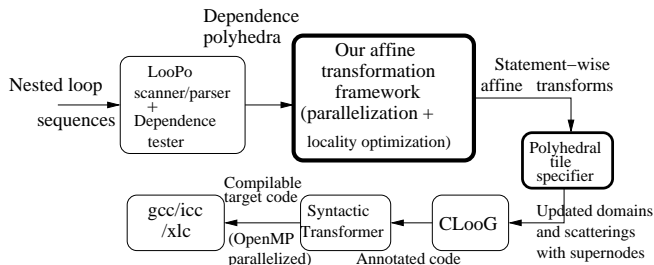 Dependence
polyhedra
Nested loop
sequences
LooPo
scanner/parser
+
Dependence
tester
Our affine
transformation
framework
(parallelization +
locality optimization)
Statement−wise
affine transforms
Polyhedral
tile
specifier
Updated domains
and scatterings
with supernodes
CLooG
Annotated code
Syntactic
Transformer
Compilable
target code
(OpenMP
parallelized)
gcc/icc
/xlc